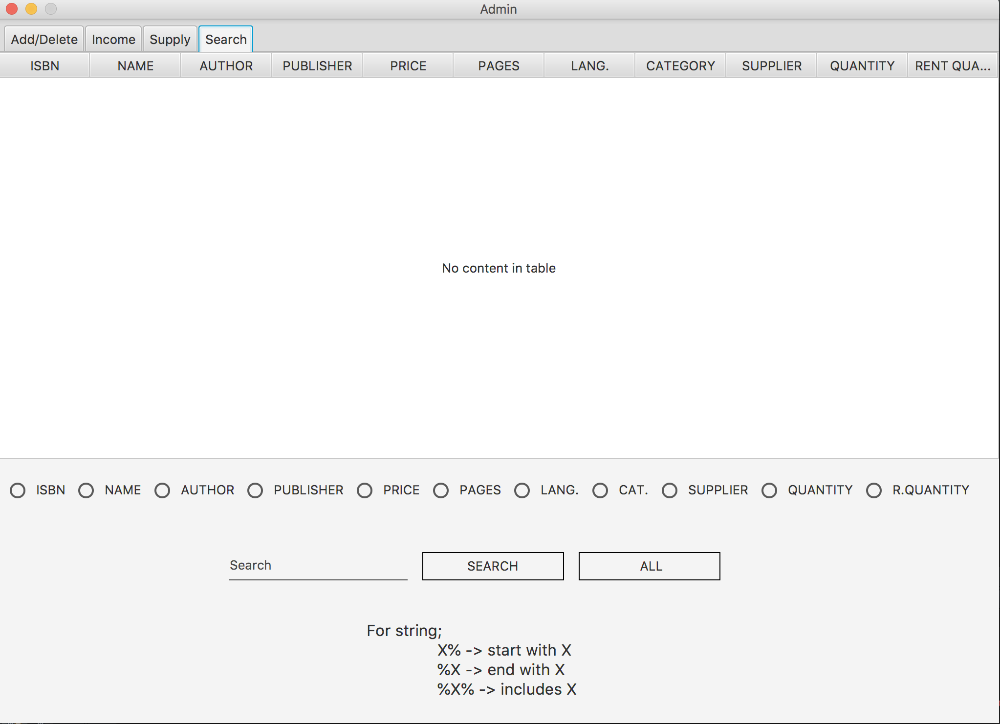 Admin
Add/Delete Income Supply Search
ISBN NAME AUTHOR PUBLISHER PRICE PAGES LANG. CATEGORY SUPPLIER QUANTITY RENT QUA...
No content in table
ISBN NAME AUTHOR PUBLISHER PRICE PAGES LANG. CAT. SUPPLIER QUANTITY R.QUANTITY
Search SEARCH ALL
For string;
X% -> start with X
%X -> end with X
%X% -> includes X